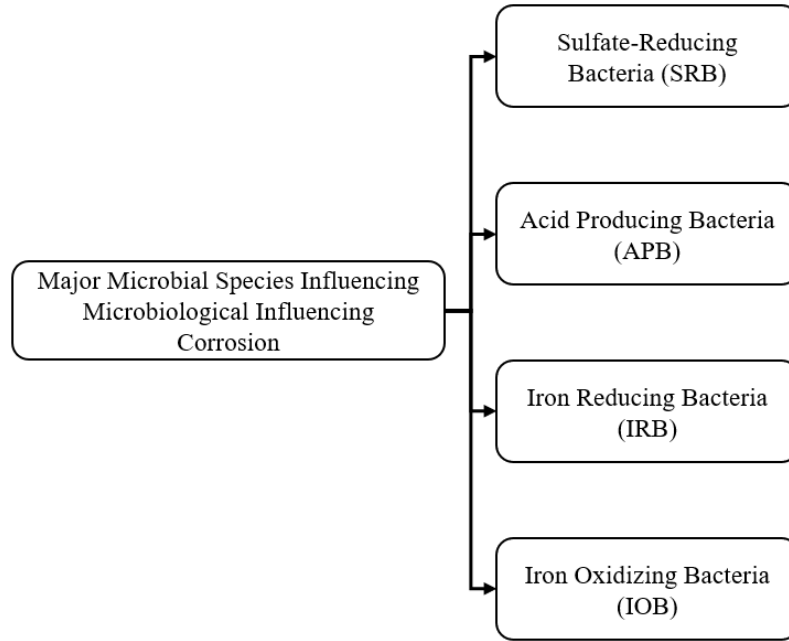 Sulfate-Reducing
Bacteria (SRB)
Acid Producing Bacteria
(APB)
Major Microbial Species Influencing
Microbiological Influencing
Corrosion
Iron Reducing Bacteria
(IRB)
Iron Oxidizing Bacteria
(IOB)